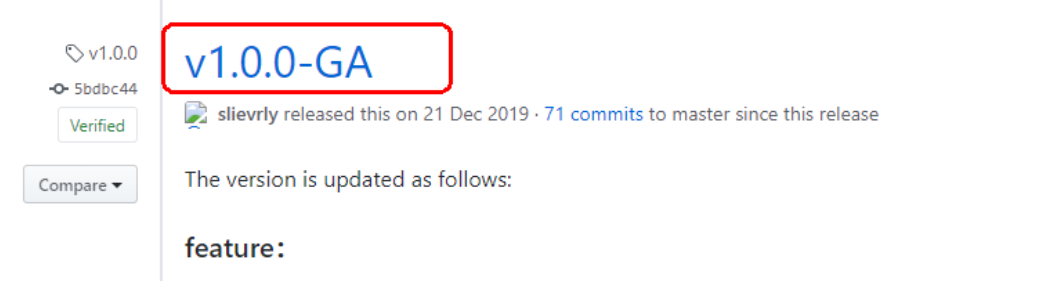 v1.0.0
5bdbc44
Verified
Compare
v1.0.0-GA
slievrly released this on 21 Dec 2019 · 71 commits to master since this release
The version is updated as follows:
feature：